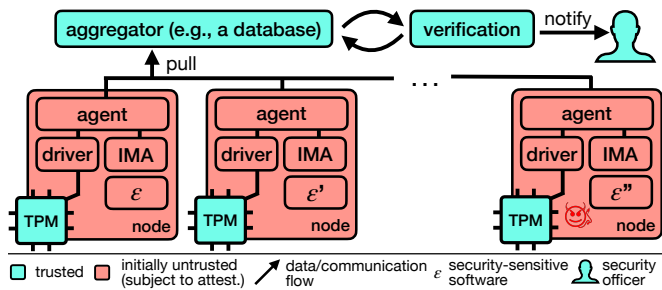 aggregator (e.g., a database)
verification
notify
pull
...
agent
agent
agent
driver
IMA
driver
IMA
driver
IMA
ε
ε'
ε"
TPM
node
TPM
node
TPM
node
trusted
initially untrusted
(subject to attest.)
data/communication
flow
ε
security-sensitive
software
security
officer